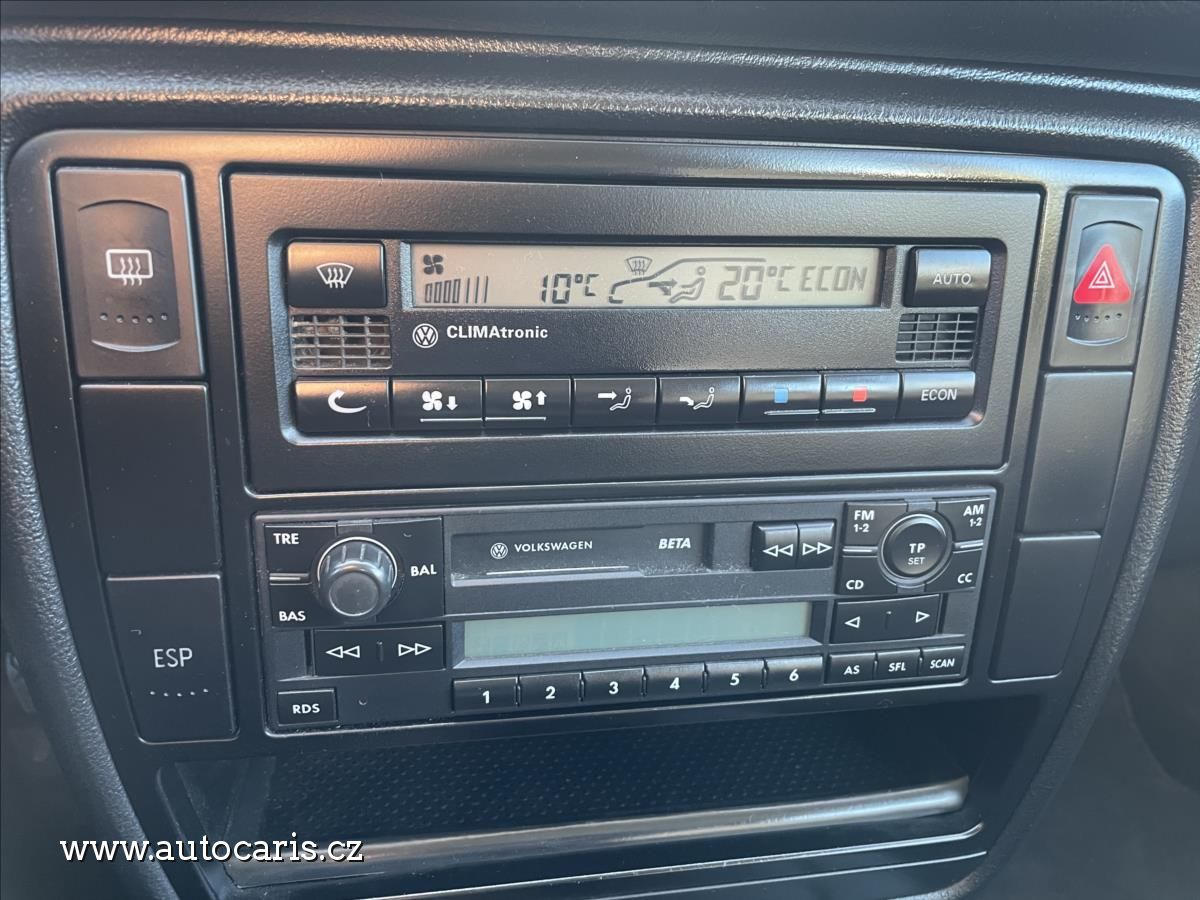 10°C 20°C ECON
AUTO
CLIMAtronic
ECON
TRE
BAL
BAS
VOLKSWAGEN BETA
FM
1-2
AM
1-2
TP
SET
CD
CC
ESP
RDS
1 2 3 4 5 6
AS SFL SCAN
www.autocaris.cz